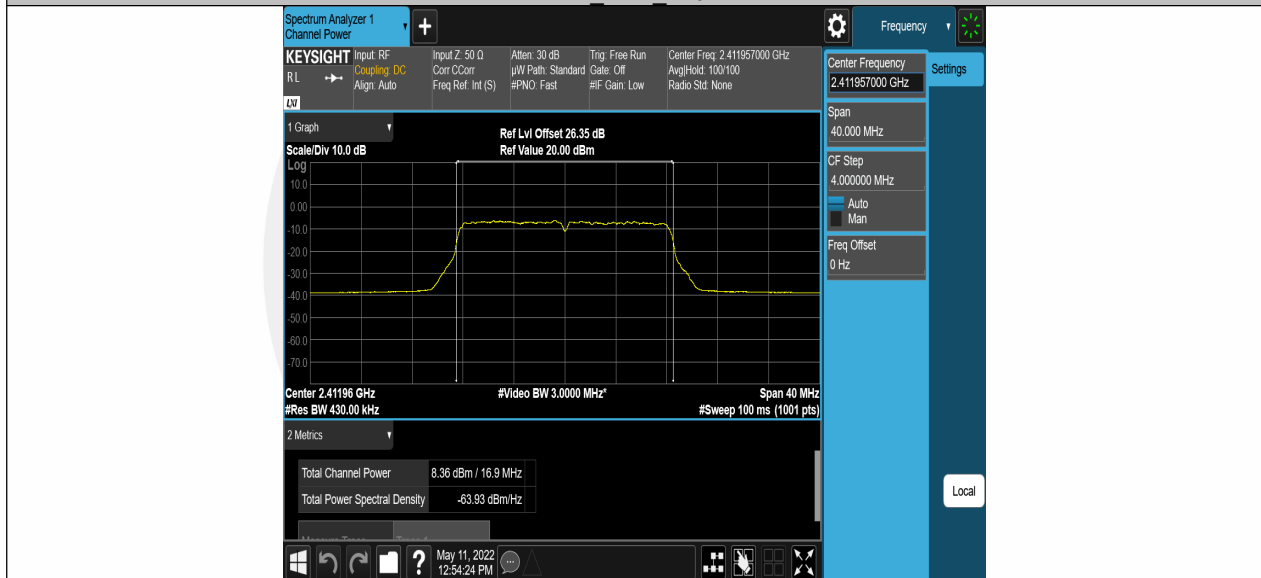 Spectrum Analyzer 1
Channel Power
+
Frequency
KEYSIGHT
R L
LXI
Input: RF
Coupling: DC
Align: Auto
Input Z: 50 Ω
Corr CCorr
Freq Ref: Int (S)
Atten: 30 dB
µW Path: Standard
#PNO: Fast
Trig: Free Run
Gate: Off
#IF Gain: Low
Center Freq: 2.411957000 GHz
Avg|Hold: 100/100
Radio Std: None
Center Frequency
2.411957000 GHz
Settings
Span
40.000 MHz
CF Step
4.000000 MHz
Auto
Man
Freq Offset
0 Hz
Local
1 Graph
Scale/Div 10.0 dB
Ref Lvl Offset 26.35 dB
Ref Value 20.00 dBm
Log
10.0
0.00
-10.0
-20.0
-30.0
-40.0
-50.0
-60.0
-70.0
Center 2.41196 GHz
#Video BW 3.0000 MHz*
Span 40 MHz
#Res BW 430.00 kHz
#Sweep 100 ms (1001 pts)
2 Metrics
Total Channel Power 8.36 dBm / 16.9 MHz
Total Power Spectral Density -63.93 dBm/Hz
?
May 11, 2022
12:54:24 PM